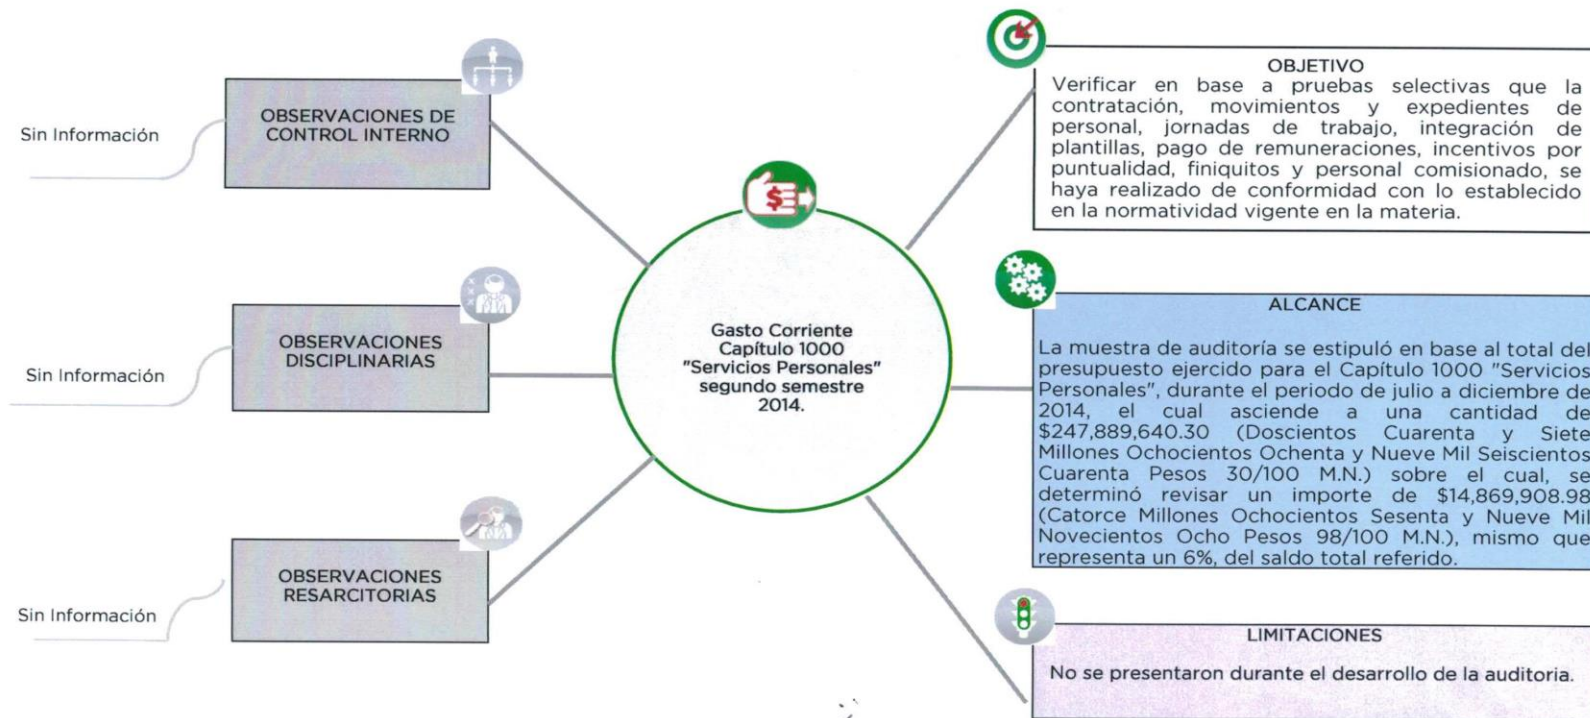 Sin Información
OBSERVACIONES DE
CONTROL INTERNO
Sin Información
OBSERVACIONES
DISCIPLINARIAS
Sin Información
OBSERVACIONES
RESARCITORIAS
$
Gasto Corriente
Capítulo 1000
"Servicios Personales"
segundo semestre
2014.
OBJETIVO
Verificar en base a pruebas selectivas que la
contratación, movimientos y expedientes de
personal, jornadas de trabajo, integración de
plantillas, pago de remuneraciones, incentivos por
puntualidad, finiquitos y personal comisionado, se
haya realizado de conformidad con lo establecido
en la normatividad vigente en la materia.
ALCANCE
La muestra de auditoría se estipuló en base al total del
presupuesto ejercido para el Capítulo 1000 "Servicios
Personales", durante el periodo de julio a diciembre de
2014, el cual asciende a una cantidad de
$247,889,640.30 (Doscientos Cuarenta y Siete
Millones Ochocientos Ochenta y Nueve Mil Seiscientos
Cuarenta Pesos 30/100 M.N.) sobre el cual, se
determinó revisar un importe de $14,869,908.98
(Catorce Millones Ochocientos Sesenta y Nueve Mil
Novecientos Ocho Pesos 98/100 M.N.), mismo que
representa un 6%, del saldo total referido.
LIMITACIONES
No se presentaron durante el desarrollo de la auditoria.